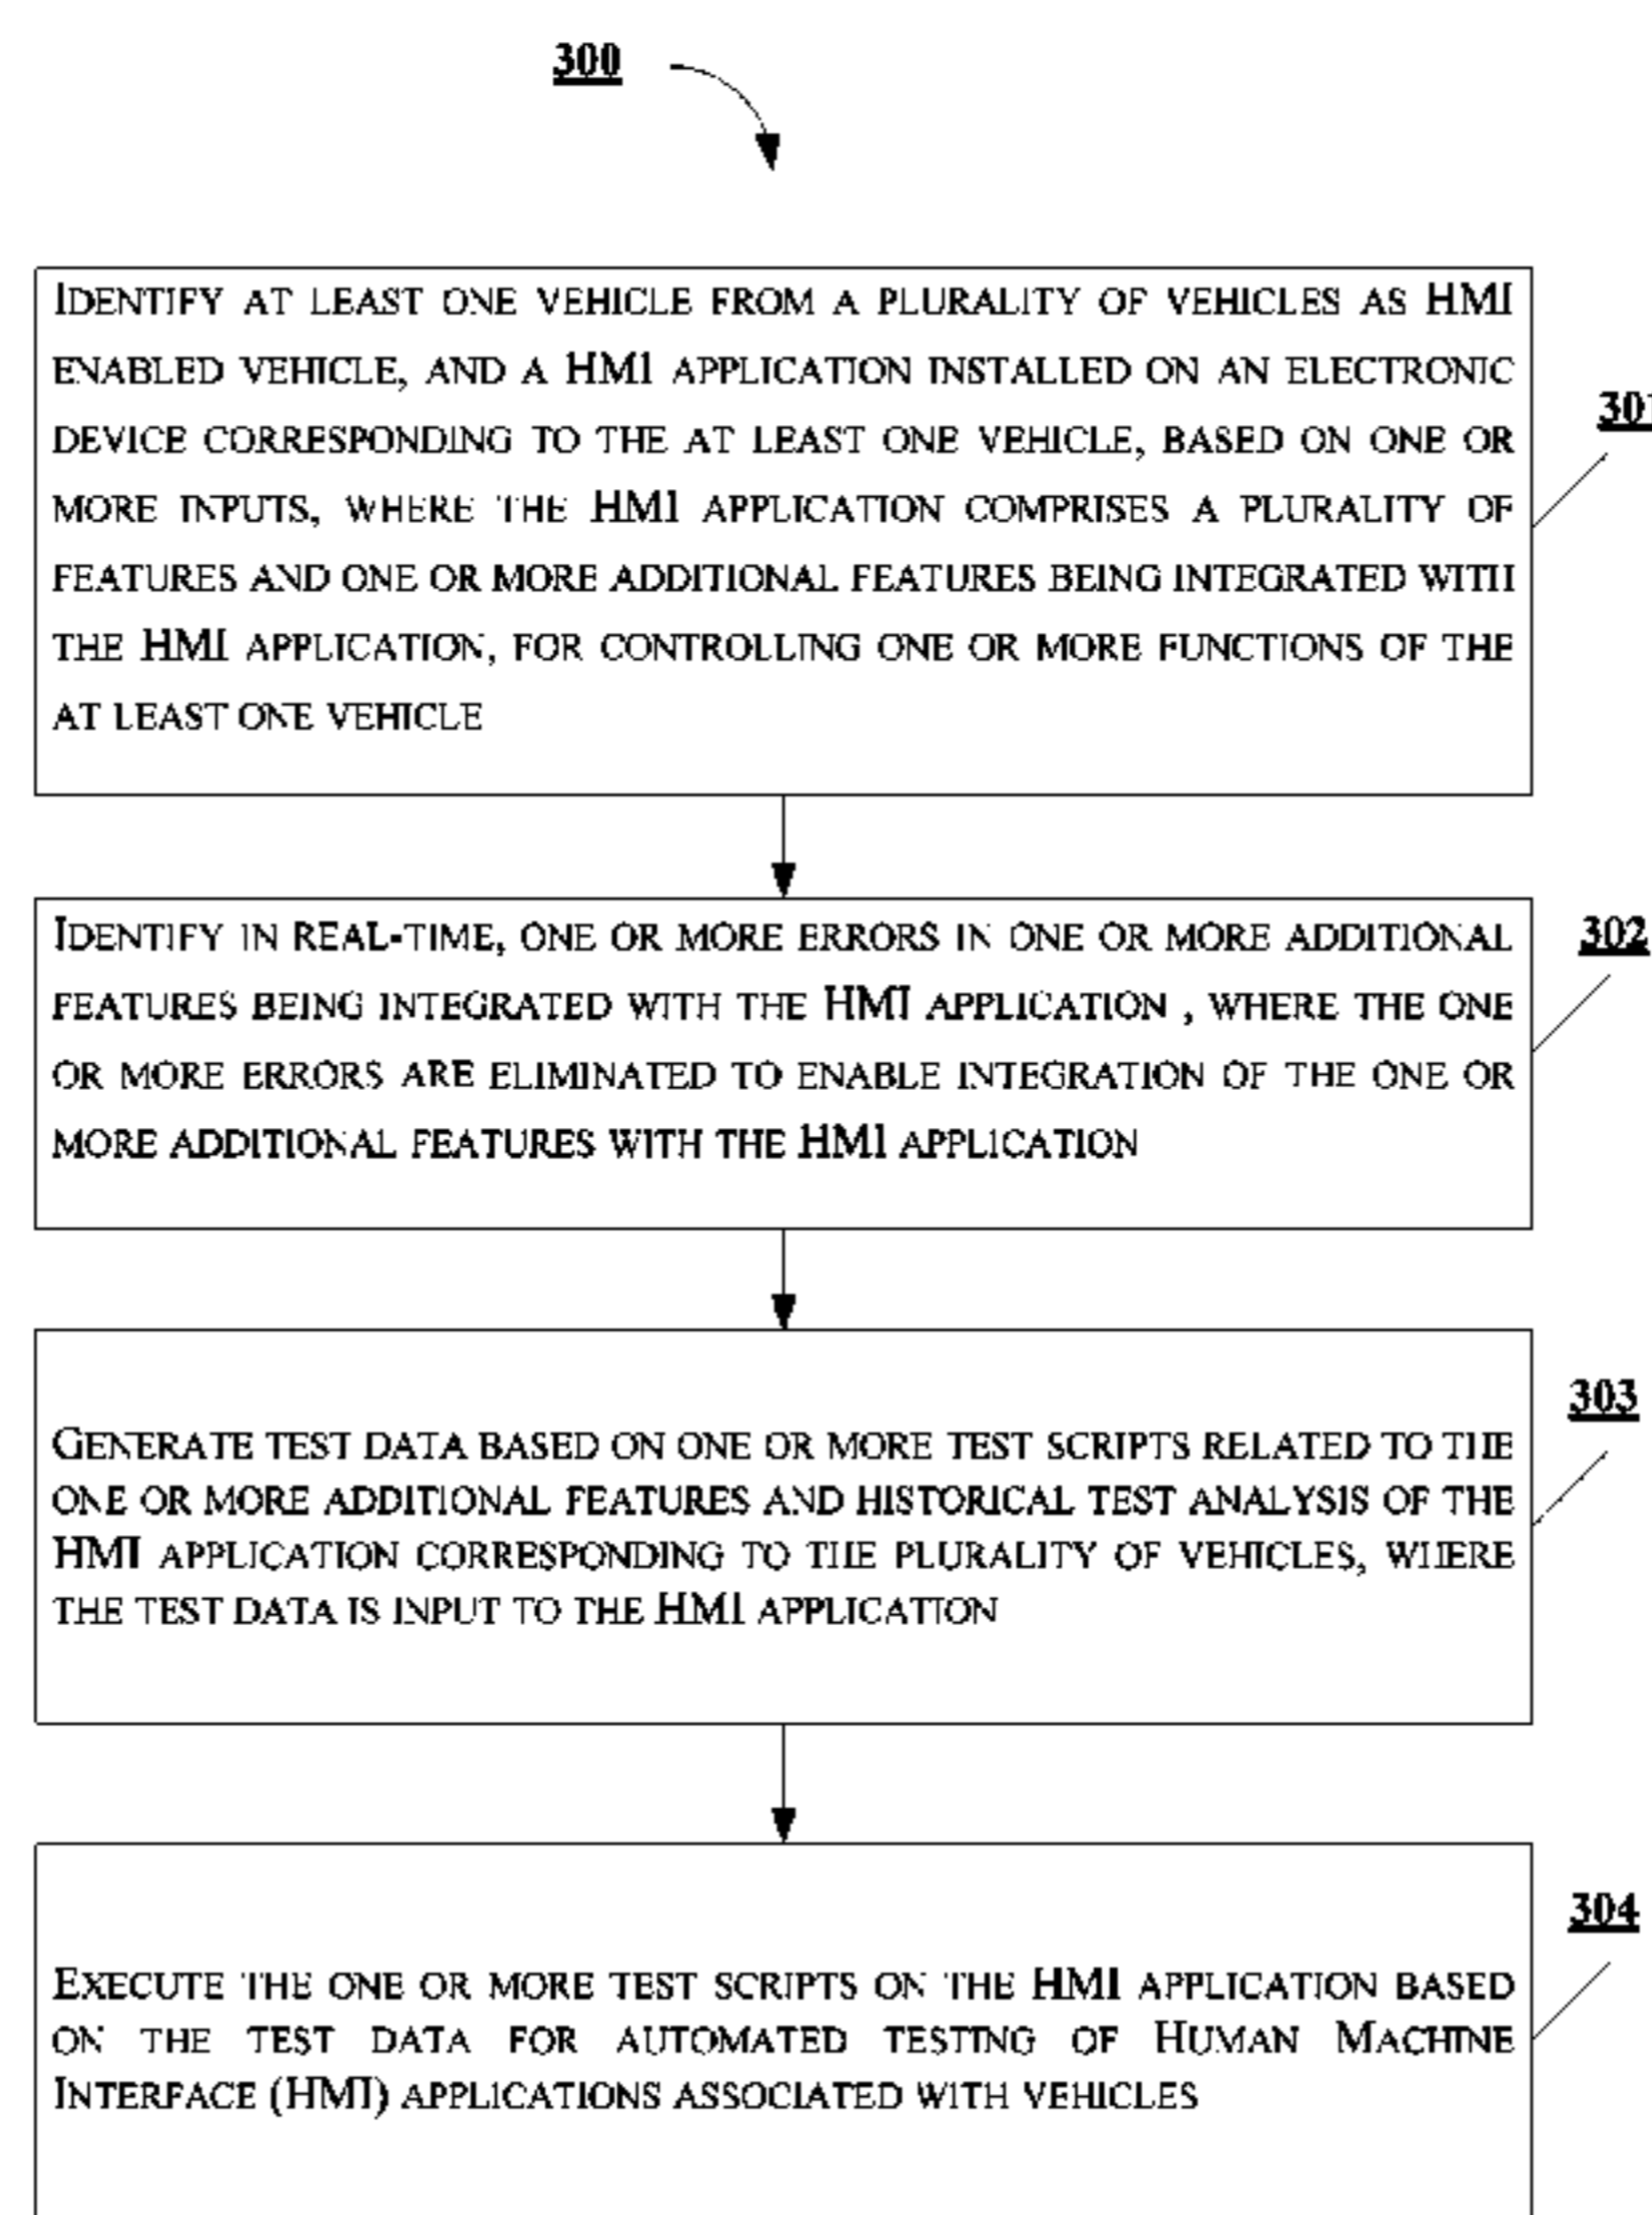 300
IDENTIFY AT LEAST ONE VEHICLE FROM A PLURALITY OF VEHICLES AS HMI
ENABLED VEHICLE, AND A HMI APPLICATION INSTALLED ON AN ELECTRONIC
DEVICE CORRESPONDING TO THE AT LEAST ONE VEHICLE, BASED ON ONE OR
MORE INPUTS, WHERE THE HMI APPLICATION COMPRISES A PLURALITY OF
FEATURES AND ONE OR MORE ADDITIONAL FEATURES BEING INTEGRATED WITH
THE HMI APPLICATION, FOR CONTROLLING ONE OR MORE FUNCTIONS OF THE
AT LEAST ONE VEHICLE
301
IDENTIFY IN REAL-TIME, ONE OR MORE ERRORS IN ONE OR MORE ADDITIONAL
FEATURES BEING INTEGRATED WITH THE HMI APPLICATION , WHERE THE ONE
OR MORE ERRORS ARE ELIMINATED TO ENABLE INTEGRATION OF THE ONE OR
MORE ADDITIONAL FEATURES WITH THE HMI APPLICATION
302
GENERATE TEST DATA BASED ON ONE OR MORE TEST SCRIPTS RELATED TO THE
ONE OR MORE ADDITIONAL FEATURES AND HISTORICAL TEST ANALYSIS OF THE
HMI APPLICATION CORRESPONDING TO THE PLURALITY OF VEHICLES, WHERE
THE TEST DATA IS INPUT TO THE HMI APPLICATION
303
EXECUTE THE ONE OR MORE TEST SCRIPTS ON THE HMI APPLICATION BASED
ON THE TEST DATA FOR AUTOMATED TESTING OF HUMAN MACHINE
INTERFACE (HMI) APPLICATIONS ASSOCIATED WITH VEHICLES
304